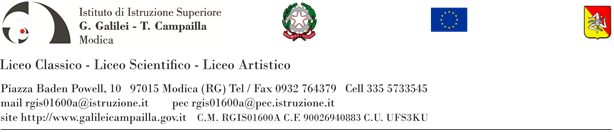 Istituto di Istruzione Superiore
G. Galilei - T. Campailla
Modica
Liceo Classico - Liceo Scientifico - Liceo Artistico
Piazza Baden Powell, 10 97015 Modica (RG) Tel / Fax 0932 764379 Cell 335 5733545
mail rgis01600a@istruzione.it pec rgis01600a@pec.istruzione.it
site http://www.galileicampailla.gov.it C.M. RGIS01600A C.F. 90026940883 C.U. UFS3KU